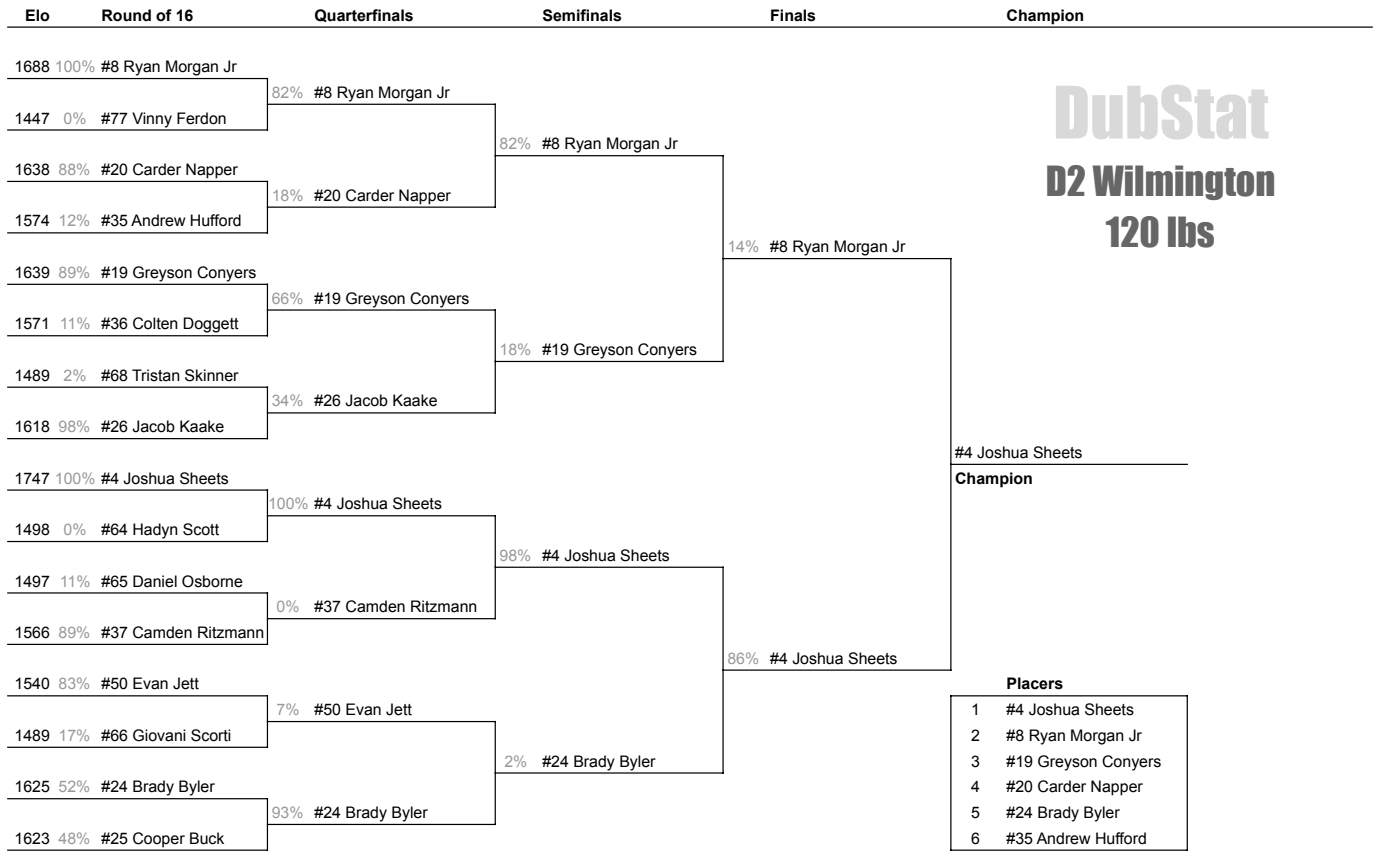 Elo Round of 16 Quarterfinals Semifinals Finals Champion
1688 100% #8 Ryan Morgan Jr
82% #8 Ryan Morgan Jr
DubStat
1447 0% #77 Vinny Ferdon
82% #8 Ryan Morgan Jr
1638 88% #20 Carder Napper
D2 Wilmington
18% #20 Carder Napper
1574 12% #35 Andrew Hufford
120 lbs
14% #8 Ryan Morgan Jr
1639 89% #19 Greyson Conyers
66% #19 Greyson Conyers
1571 11% #36 Colten Doggett
18% #19 Greyson Conyers
1489 2% #68 Tristan Skinner
34% #26 Jacob Kaake
1618 98% #26 Jacob Kaake
#4 Joshua Sheets
1747 100% #4 Joshua Sheets
Champion
100% #4 Joshua Sheets
1498 0% #64 Hadyn Scott
98% #4 Joshua Sheets
1497 11% #65 Daniel Osborne
0% #37 Camden Ritzmann
1566 89% #37 Camden Ritzmann
86% #4 Joshua Sheets
1540 83% #50 Evan Jett
Placers
7% #50 Evan Jett
1 #4 Joshua Sheets
1489 17% #66 Giovani Scorti
2 #8 Ryan Morgan Jr
2% #24 Brady Byler
3 #19 Greyson Conyers
1625 52% #24 Brady Byler
4 #20 Carder Napper
93% #24 Brady Byler
5 #24 Brady Byler
1623 48% #25 Cooper Buck
6 #35 Andrew Hufford